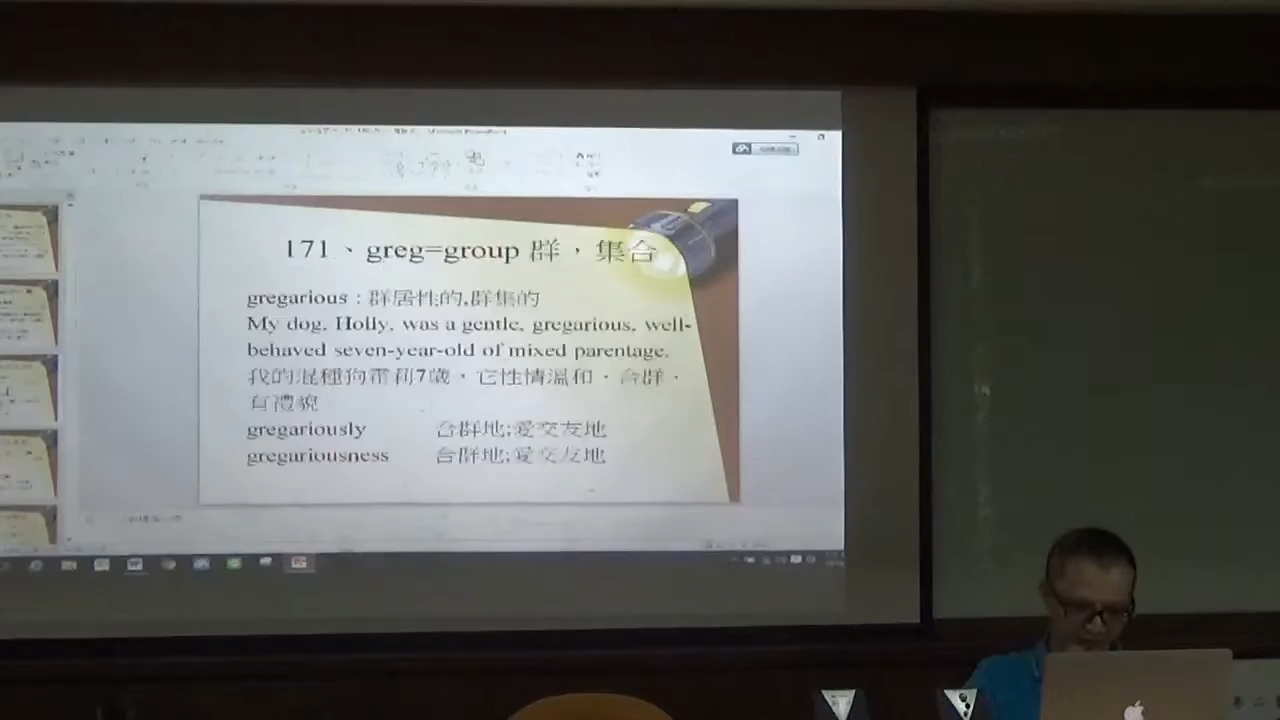 171、greg=group 群，集合
gregarious : 群居性的,群集的
My dog, Holly, was a gentle, gregarious, well-
behaved seven-year-old of mixed parentage.
我的混種狗霍莉7歲，它性情溫和，合群，
有禮貌
gregariously 合群地;愛交友地
gregariousness 合群地;愛交友地